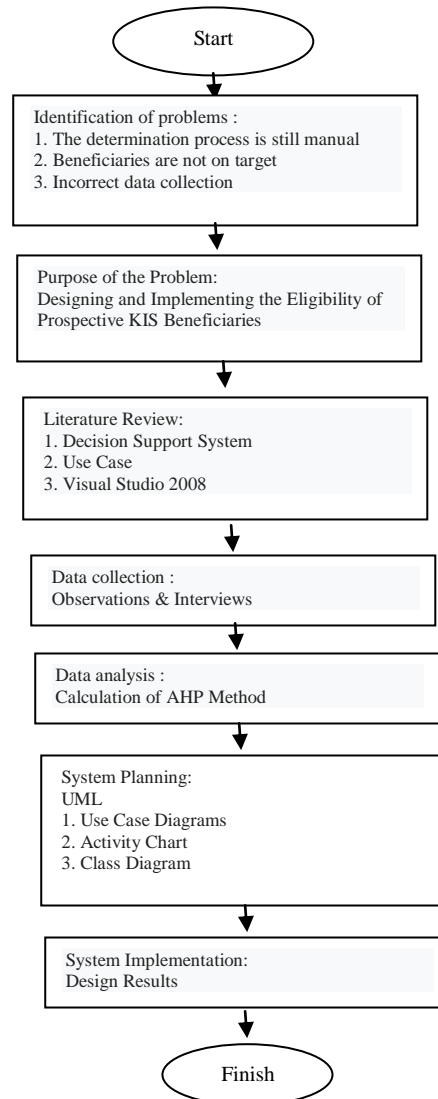 Start
Identification of problems :
1. The determination process is still manual
2. Beneficiaries are not on target
3. Incorrect data collection
Purpose of the Problem:
Designing and Implementing the Eligibility of
Prospective KIS Beneficiaries
Literature Review:
1. Decision Support System
2. Use Case
3. Visual Studio 2008
Data collection :
Observations & Interviews
Data analysis :
Calculation of AHP Method
System Planning:
UML
1. Use Case Diagrams
2. Activity Chart
3. Class Diagram
System Implementation:
Design Results
Finish